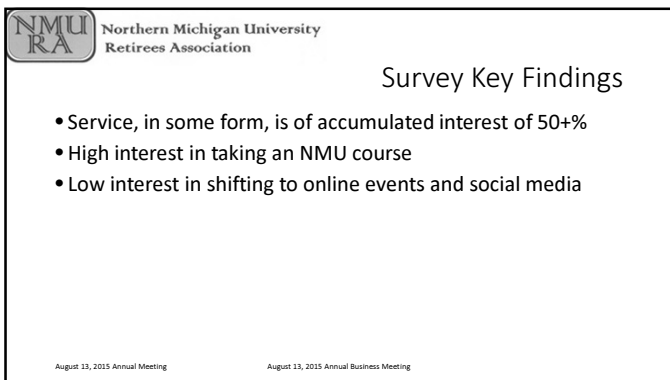 NMU
RA
Northern Michigan University
Retirees Association
Survey Key Findings
• Service, in some form, is of accumulated interest of 50+%
• High interest in taking an NMU course
• Low interest in shifting to online events and social media
August 13, 2015 Annual Meeting
August 13, 2015 Annual Business Meeting